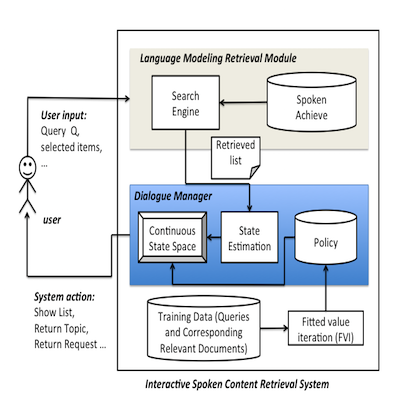 Language Modeling Retrieval Module
User input:
Query Q,
selected items,
...
Search
Engine
Spoken
Achieve
Retrieved
list
Dialogue Manager
user
Continuous
State Space
State
Estimation
Policy
System action:
Show List,
Return Topic,
Return Request ...
Training Data (Queries
and Corresponding
Relevant Documents)
Fitted value
iteration (FVI)
Interactive Spoken Content Retrieval System